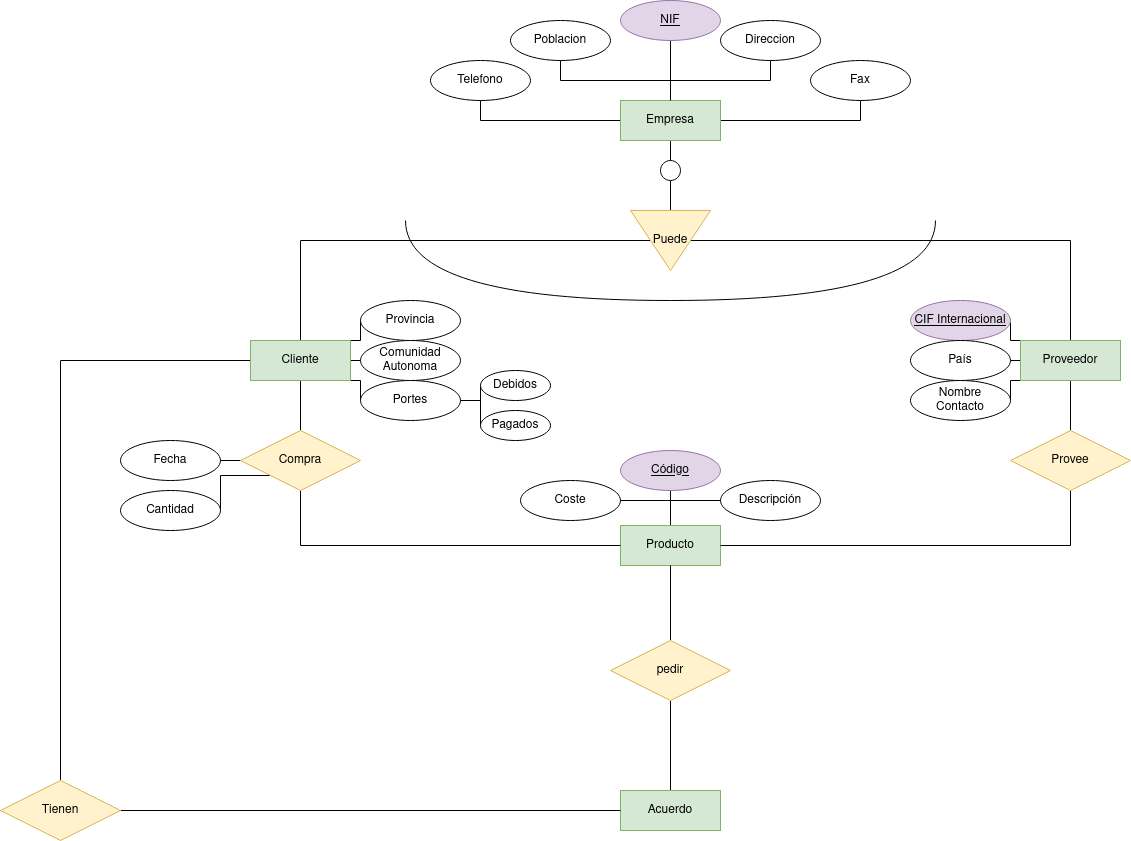 NIF
Poblacion
Direccion
Telefono
Fax
Empresa
Puede
Provincia
CIF Internacional
Cliente
Comunidad
Autonoma
País
Proveedor
Portes
Debidos
Pagados
Nombre
Contacto
Fecha
Compra
Provee
Código
Cantidad
Coste
Descripción
Producto
pedir
Tienen
Acuerdo